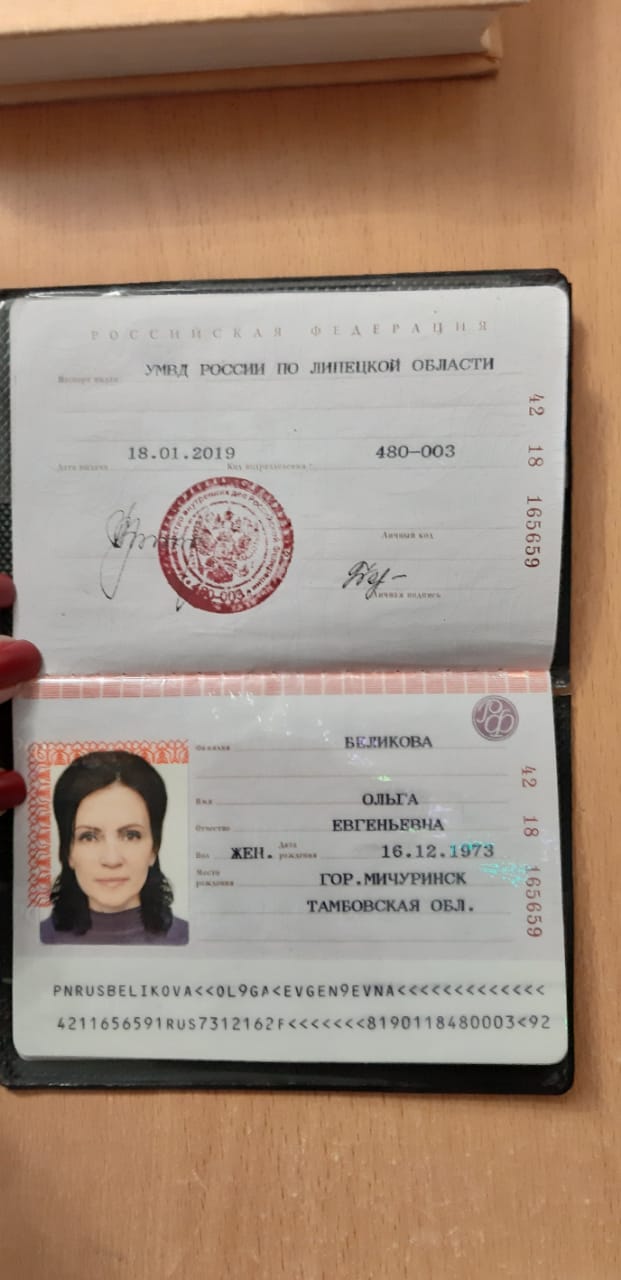 РОССИЙСКАЯ ФЕДЕРАЦИЯ
Паспорт выдан УМВД РОССИИ ПО ЛИПЕЦКОЙ ОБЛАСТИ
Дата выдачи 18.01.2019 Код подразделения 480-003
Личный код
Личная подпись
42 18 165659
480-003
Фамилия БЕЛИКОВА
Имя ОЛЬГА
Отчество ЕВГЕНЬЕВНА
Пол ЖЕН. Дата рождения 16.12.1973
Место рождения ГОР.МИЧУРИНСК
ТАМБОВСКАЯ ОБЛ.
42 18 165659
PNRUSBELIKOVA<<OL9GA<EVGEN9EVNA<<<<<<<<<<<<<
4211656591RUS7312162F<<<<<<<8190118480003<92